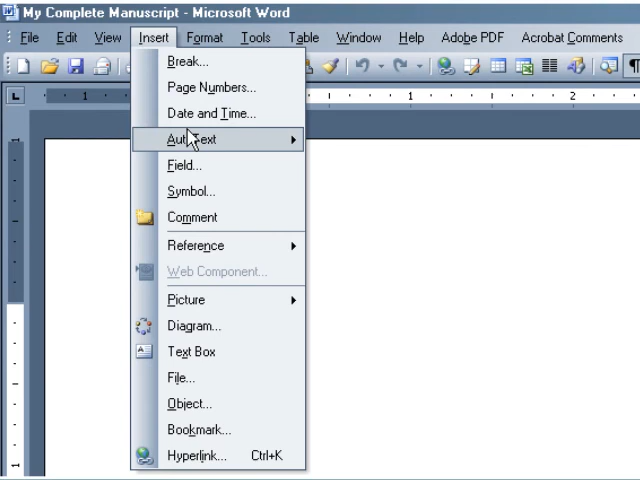 My Complete Manuscript - Microsoft Word
File Edit View Insert Format Tools Table Window Help Adobe PDF Acrobat Comments
Break...
L 1 1 2
Page Numbers...
Date and Time...
AutoText
Field...
Symbol...
Comment
Reference
Web Component...
Picture
Diagram...
Text Box
File...
Object...
Bookmark...
Hyperlink... Ctrl+K